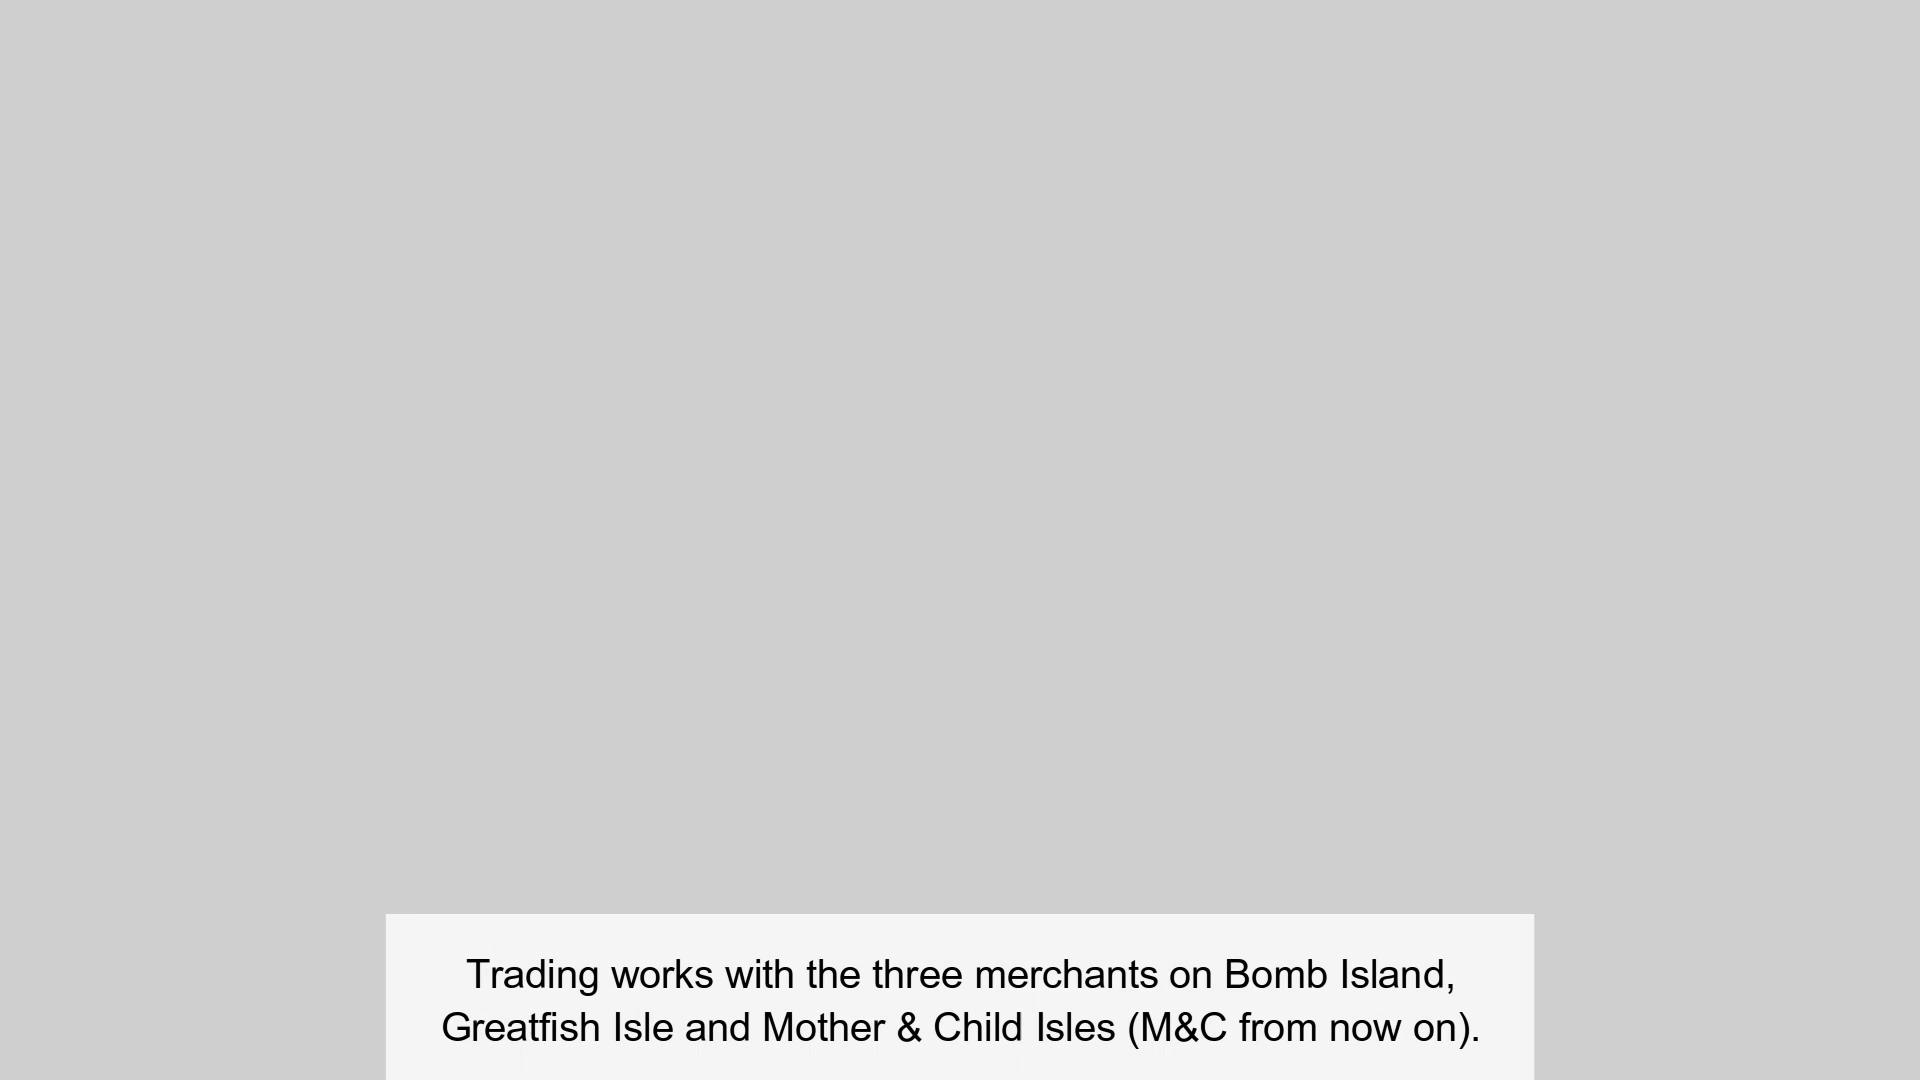 Trading works with the three merchants on Bomb Island,
Greatfish Isle and Mother & Child Isles (M&C from now on).